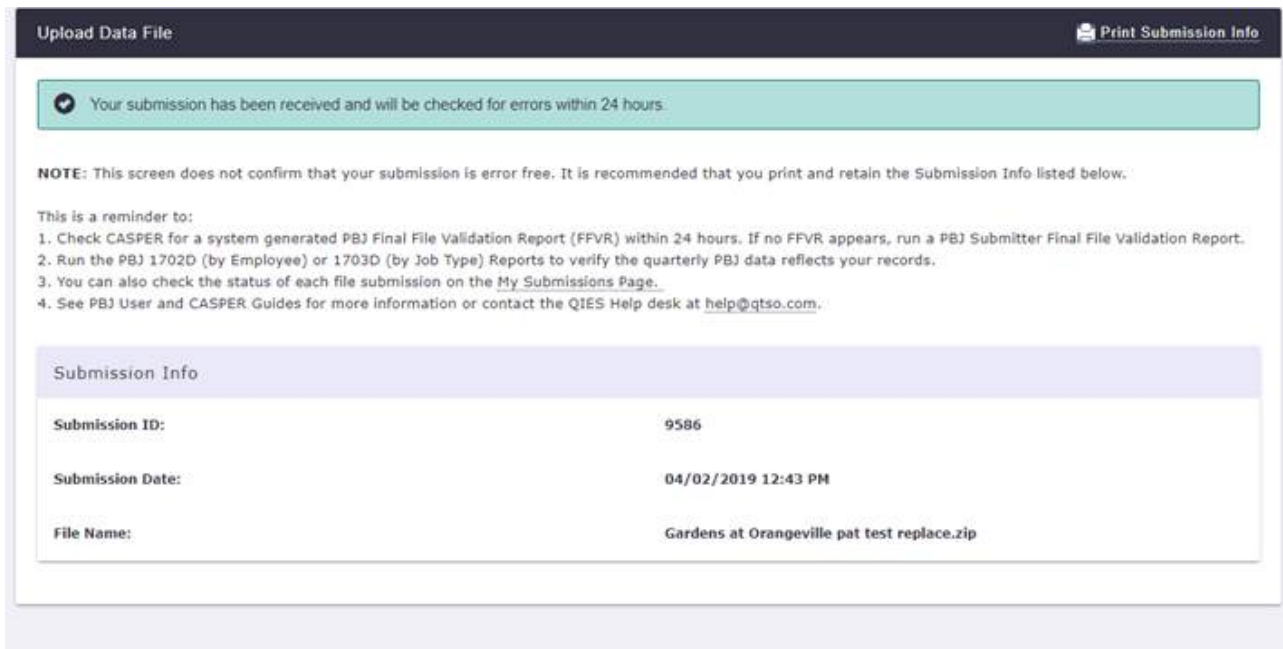 Upload Data File
Print Submission Info
Your submission has been received and will be checked for errors within 24 hours.
NOTE: This screen does not confirm that your submission is error free. It is recommended that you print and retain the Submission Info listed below.
This is a reminder to:
1. Check CASPER for a system generated PBJ Final File Validation Report (FFVR) within 24 hours. If no FFVR appears, run a PBJ Submitter Final File Validation Report.
2. Run the PBJ 1702D (by Employee) or 1703D (by Job Type) Reports to verify the quarterly PBJ data reflects your records.
3. You can also check the status of each file submission on the My Submissions Page.
4. See PBJ User and CASPER Guides for more information or contact the QIES Help desk at help@qtso.com.
Submission Info
Submission ID: 9586
Submission Date: 04/02/2019 12:43 PM
File Name: Gardens at Orangeville pat test replace.zip